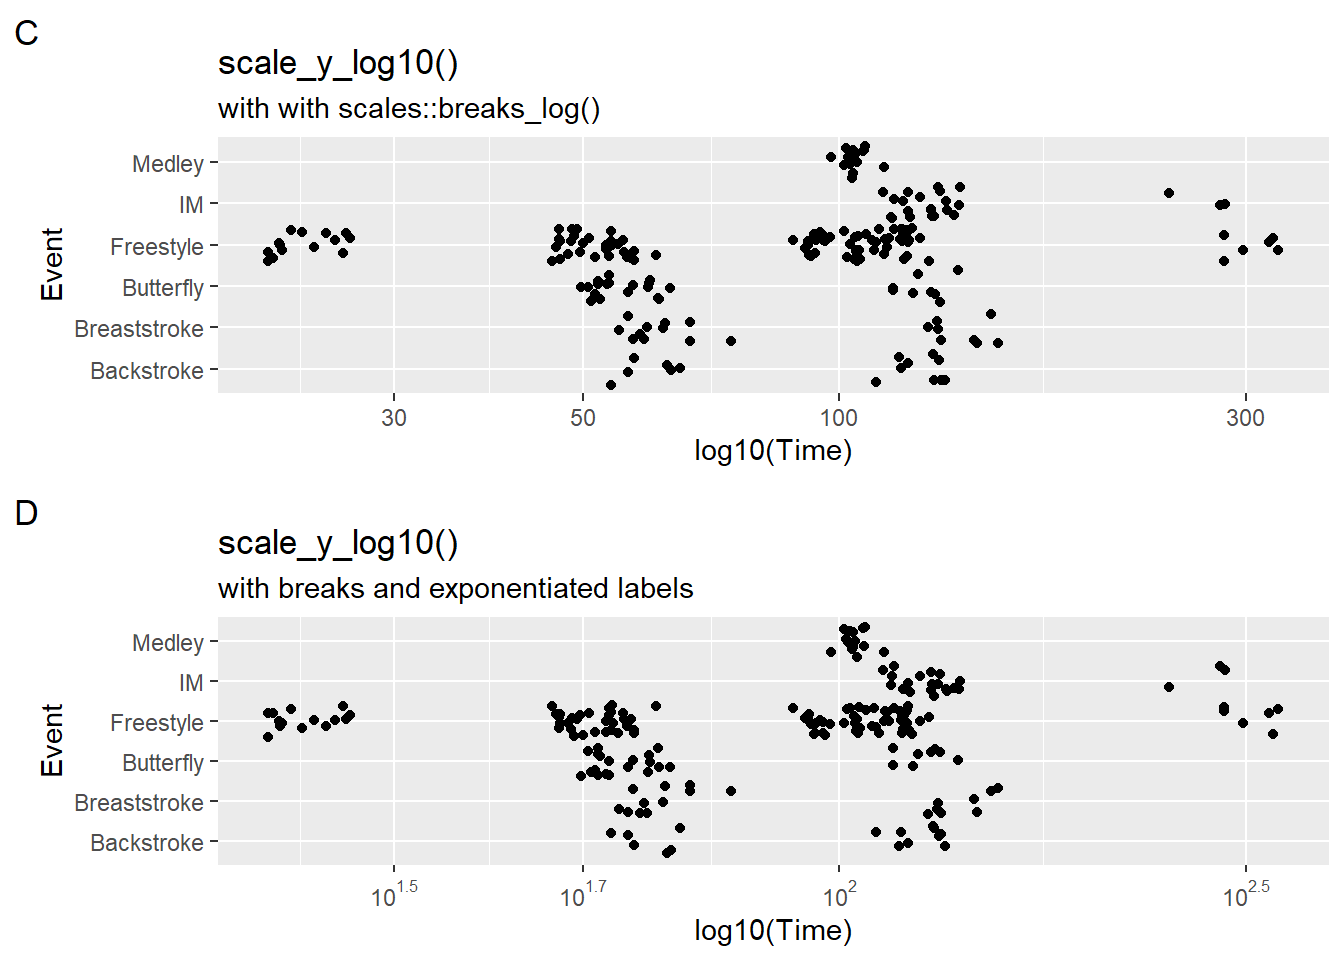 C
scale_y_log10()
with with scales::breaks_log()
Medley
IM
Freestyle
Butterfly
Breaststroke
Backstroke
Event
30 50 100 300
log10(Time)
D
scale_y_log10()
with breaks and exponentiated labels
Medley
IM
Freestyle
Butterfly
Breaststroke
Backstroke
Event
10^1.5 10^1.7 10^2 10^2.5
log10(Time)